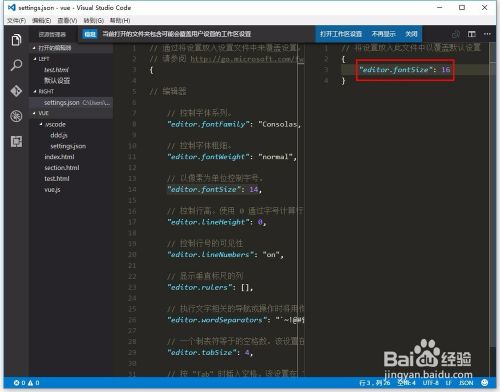 settings.json - vue - Visual Studio Code
文件(F) 编辑(E) 查看(V) 转到(G) 帮助(H)
资源管理器
信息 当前打开的文件夹包含可能会覆盖用户设置的工作区设置。 打开工作区设置 不再显示 关闭
打开的编辑器
LEFT
test.html
默认设置
RIGHT
settings.json C:\Users\...
VUE
.vscode
ddd.js
settings.json
index.html
section.html
test.html
vue.js
// 通过将设置放入设置文件中来覆盖设置。
// 请参阅 http://go.microsoft.com/fw
{
// 编辑器
// 控制字体系列。
"editor.fontFamily": "Consolas,
// 控制字体粗细。
"editor.fontWeight": "normal",
// 以像素为单位控制字号。
"editor.fontSize": 14,
// 控制行高。使用 0 通过字号计算行
"editor.lineHeight": 0,
// 控制行号的可见性
"editor.lineNumbers": "on",
// 显示垂直标尺的列
"editor.rulers": [],
// 执行文字相关的导航或操作时将用作
"editor.wordSeparators": "`~!@#
// 一个制表符等于的空格数。该设置在
"editor.tabSize": 4,
// 按 "Tab" 时插入空格。该设置在
1 // 将设置放入此文件中以覆盖默认设置
2 {
3 "editor.fontSize": 16
4 }
Baidu 经验
jingyan.baidu.com
0 0 行 3，列 26 空格: 4 UTF-8 LF JSON